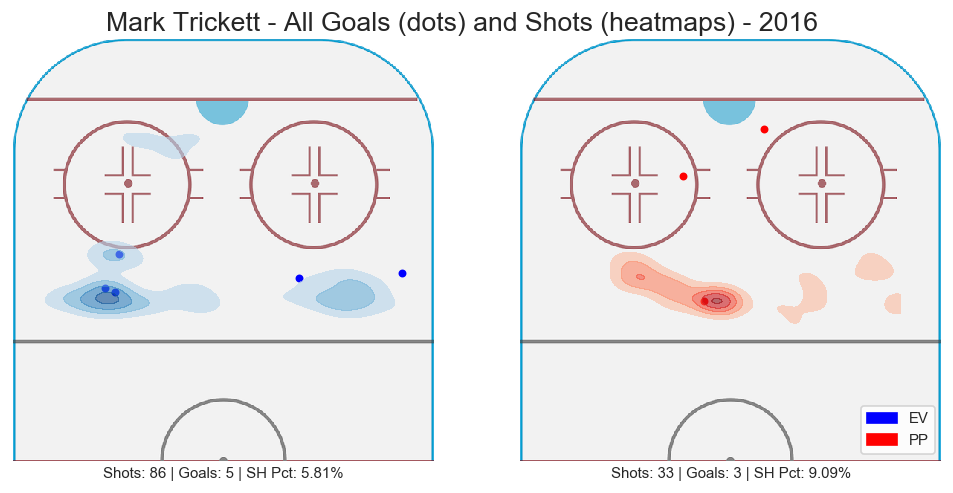 Mark Trickett - All Goals (dots) and Shots (heatmaps) - 2016
EV
PP
Shots: 86 | Goals: 5 | SH Pct: 5.81%
Shots: 33 | Goals: 3 | SH Pct: 9.09%